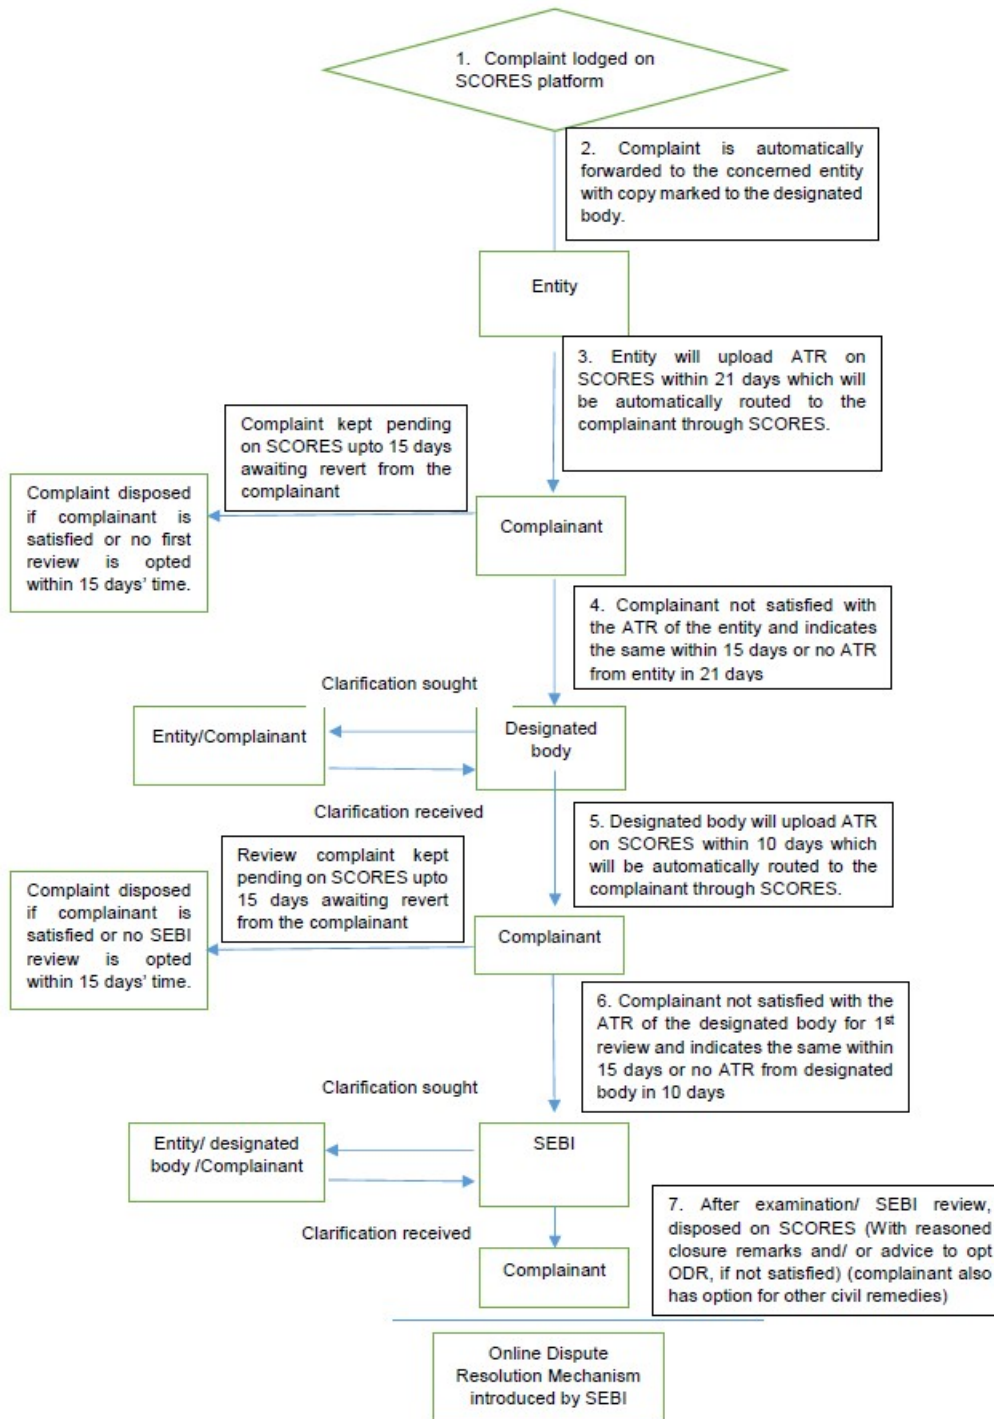 1. Complaint lodged on
SCORES platform
2. Complaint is automatically
forwarded to the concerned entity
with copy marked to the designated
body.
Entity
3. Entity will upload ATR on
SCORES within 21 days which will
be automatically routed to the
complainant through SCORES.
Complaint kept pending
on SCORES upto 15 days
awaiting revert from the
complainant
Complaint disposed
if complainant is
satisfied or no first
review is opted
within 15 days' time.
Complainant
4. Complainant not satisfied with
the ATR of the entity and indicates
the same within 15 days or no ATR
from entity in 21 days
Clarification sought
Entity/Complainant
Designated
body
Clarification received
5. Designated body will upload ATR
on SCORES within 10 days which
will be automatically routed to the
complainant through SCORES.
Review complaint kept
pending on SCORES upto
15 days awaiting revert
from the complainant
Complaint disposed
if complainant is
satisfied or no SEBI
review is opted
within 15 days' time.
Complainant
6. Complainant not satisfied with the
ATR of the designated body for 1st
review and indicates the same within
15 days or no ATR from designated
body in 10 days
Clarification sought
Entity/ designated
body /Complainant
SEBI
Clarification received
7. After examination/ SEBI review,
disposed on SCORES (With reasoned
closure remarks and/ or advice to opt
ODR, if not satisfied) (complainant also
has option for other civil remedies)
Complainant
Online Dispute
Resolution Mechanism
introduced by SEBI